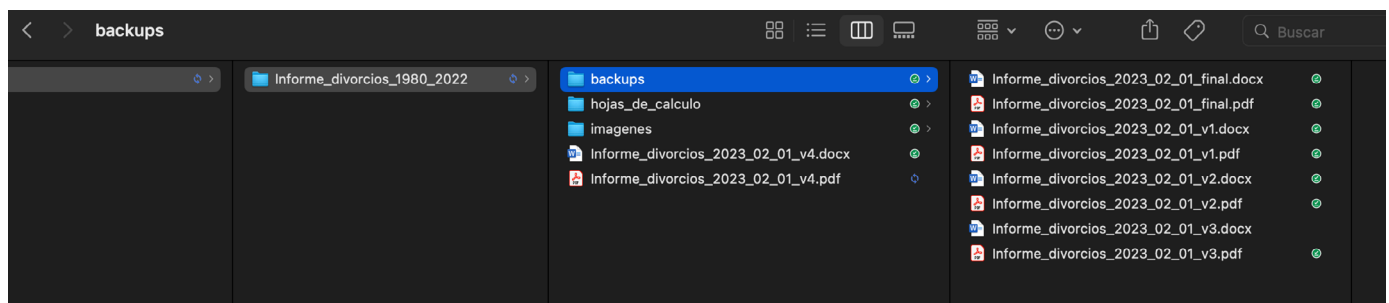 backups
Buscar
Informe_divorcios_1980_2022
backups
hojas_de_calculo
imagenes
Informe_divorcios_2023_02_01_v4.docx
Informe_divorcios_2023_02_01_v4.pdf
Informe_divorcios_2023_02_01_final.docx
Informe_divorcios_2023_02_01_final.pdf
Informe_divorcios_2023_02_01_v1.docx
Informe_divorcios_2023_02_01_v1.pdf
Informe_divorcios_2023_02_01_v2.docx
Informe_divorcios_2023_02_01_v2.pdf
Informe_divorcios_2023_02_01_v3.docx
Informe_divorcios_2023_02_01_v3.pdf